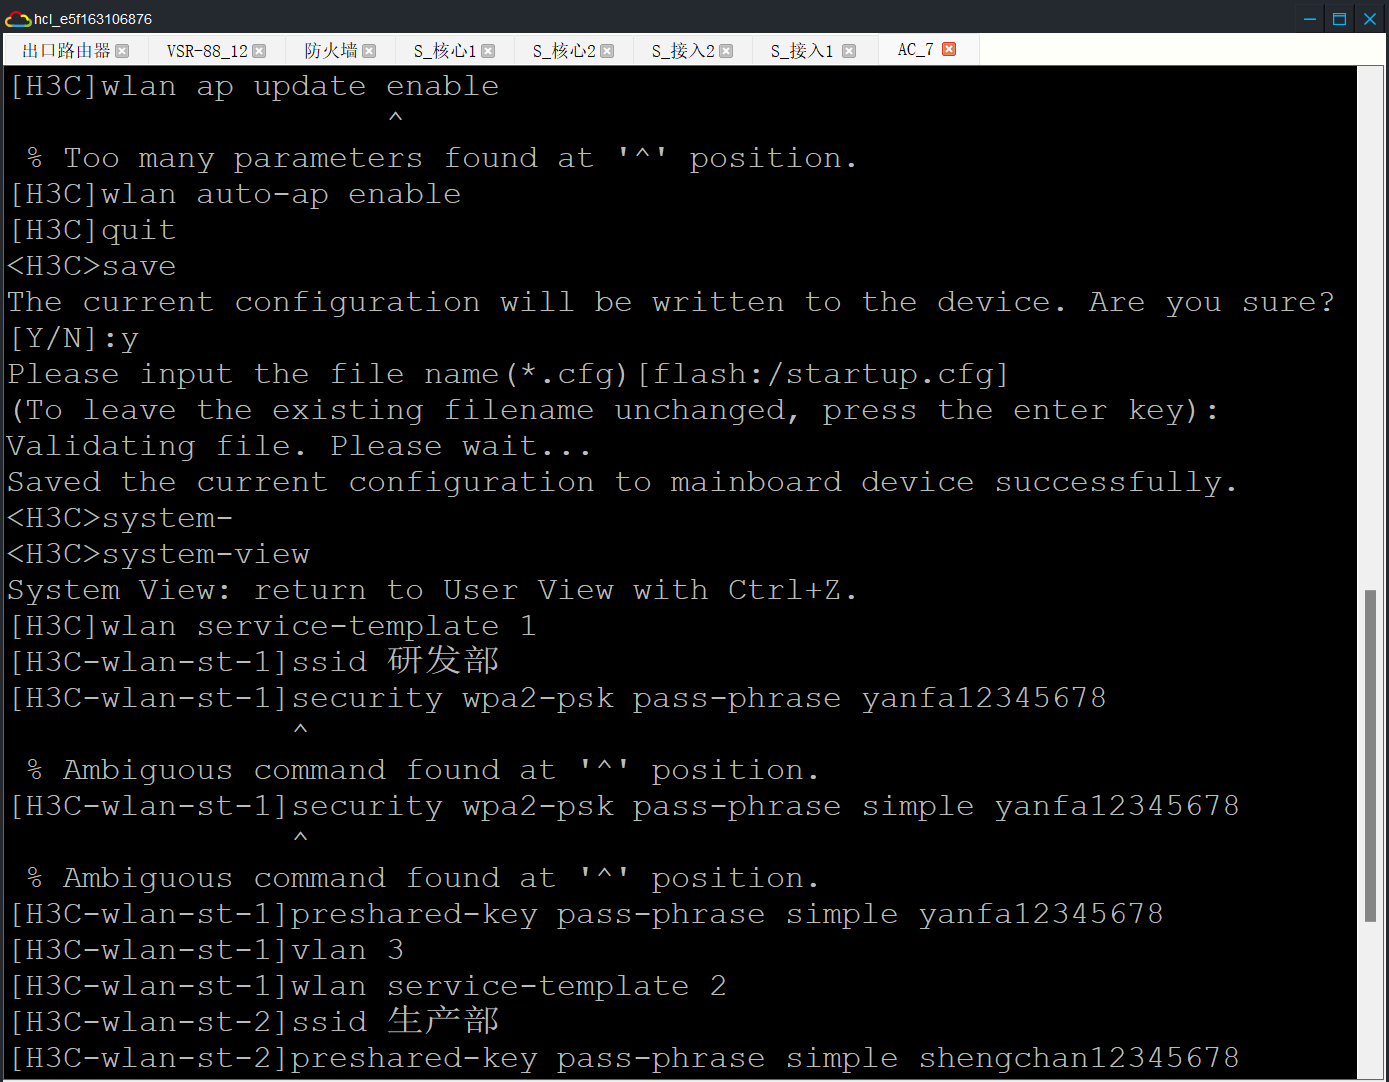 hcl_e5f163106876
出口路由器 VSR-88_12 防火墙 S_核心1 S_核心2 S_接入2 S_接入1 AC_7
[H3C]wlan ap update enable
^
% Too many parameters found at '^' position.
[H3C]wlan auto-ap enable
[H3C]quit
<H3C>save
The current configuration will be written to the device. Are you sure?
[Y/N]:y
Please input the file name(*.cfg)[flash:/startup.cfg]
(To leave the existing filename unchanged, press the enter key):
Validating file. Please wait...
Saved the current configuration to mainboard device successfully.
<H3C>system-
<H3C>system-view
System View: return to User View with Ctrl+Z.
[H3C]wlan service-template 1
[H3C-wlan-st-1]ssid 研发部
[H3C-wlan-st-1]security wpa2-psk pass-phrase yanfa12345678
^
% Ambiguous command found at '^' position.
[H3C-wlan-st-1]security wpa2-psk pass-phrase simple yanfa12345678
^
% Ambiguous command found at '^' position.
[H3C-wlan-st-1]preshared-key pass-phrase simple yanfa12345678
[H3C-wlan-st-1]vlan 3
[H3C-wlan-st-1]wlan service-template 2
[H3C-wlan-st-2]ssid 生产部
[H3C-wlan-st-2]preshared-key pass-phrase simple shengchan12345678